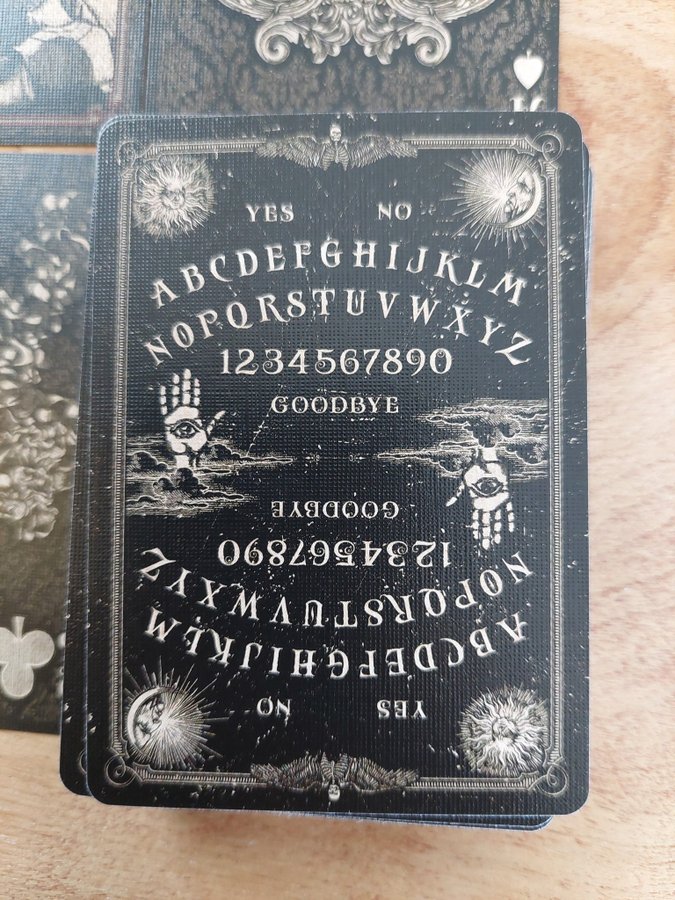 YES NO
ABCDEFGHIJKLM
NOPQRSTUVWXYZ
1234567890
GOODBYE
GOODBYE
1234567890
NOPQRSTUVWXYZ
ABCDEFGHIJKLM
YES NO